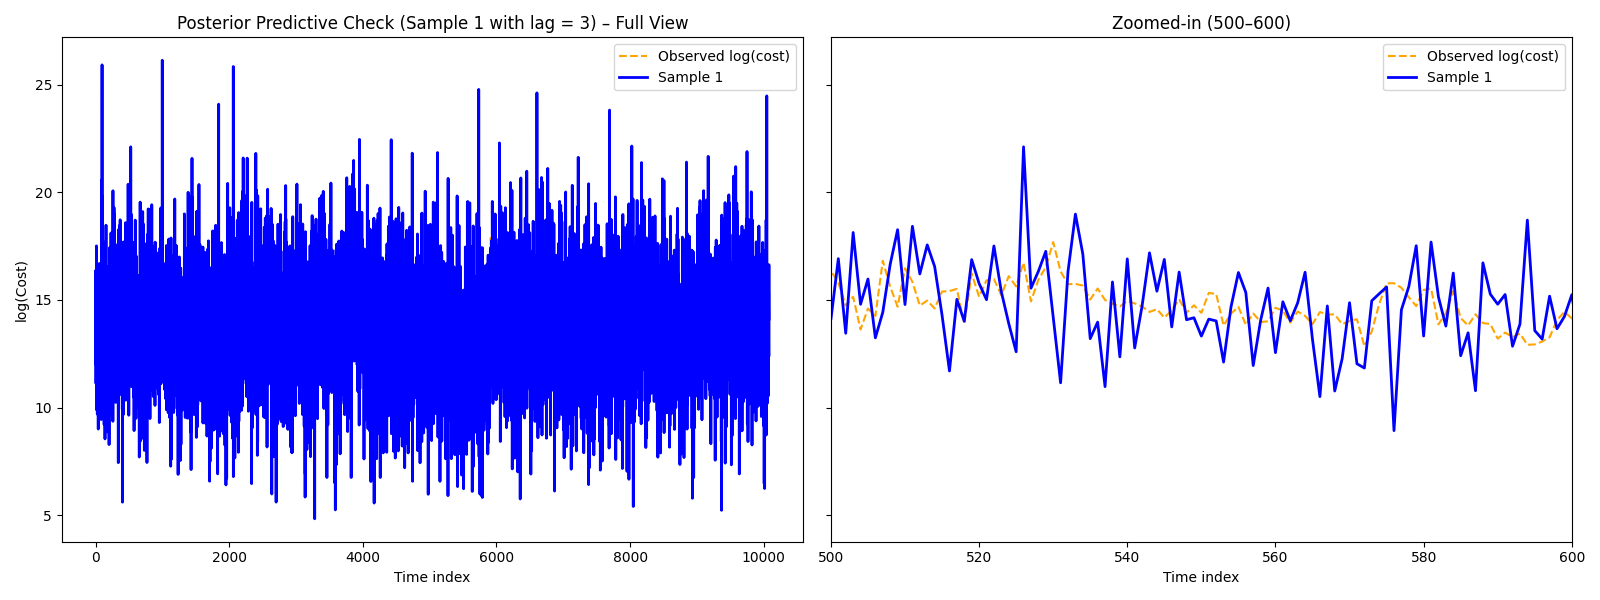 Posterior Predictive Check (Sample 1 with lag = 3) – Full View
Observed log(cost)
Sample 1
log(Cost)
25
20
15
10
5
0
2000
4000
6000
8000
10000
Time index
Zoomed-in (500–600)
Observed log(cost)
Sample 1
500
520
540
560
580
600
Time index